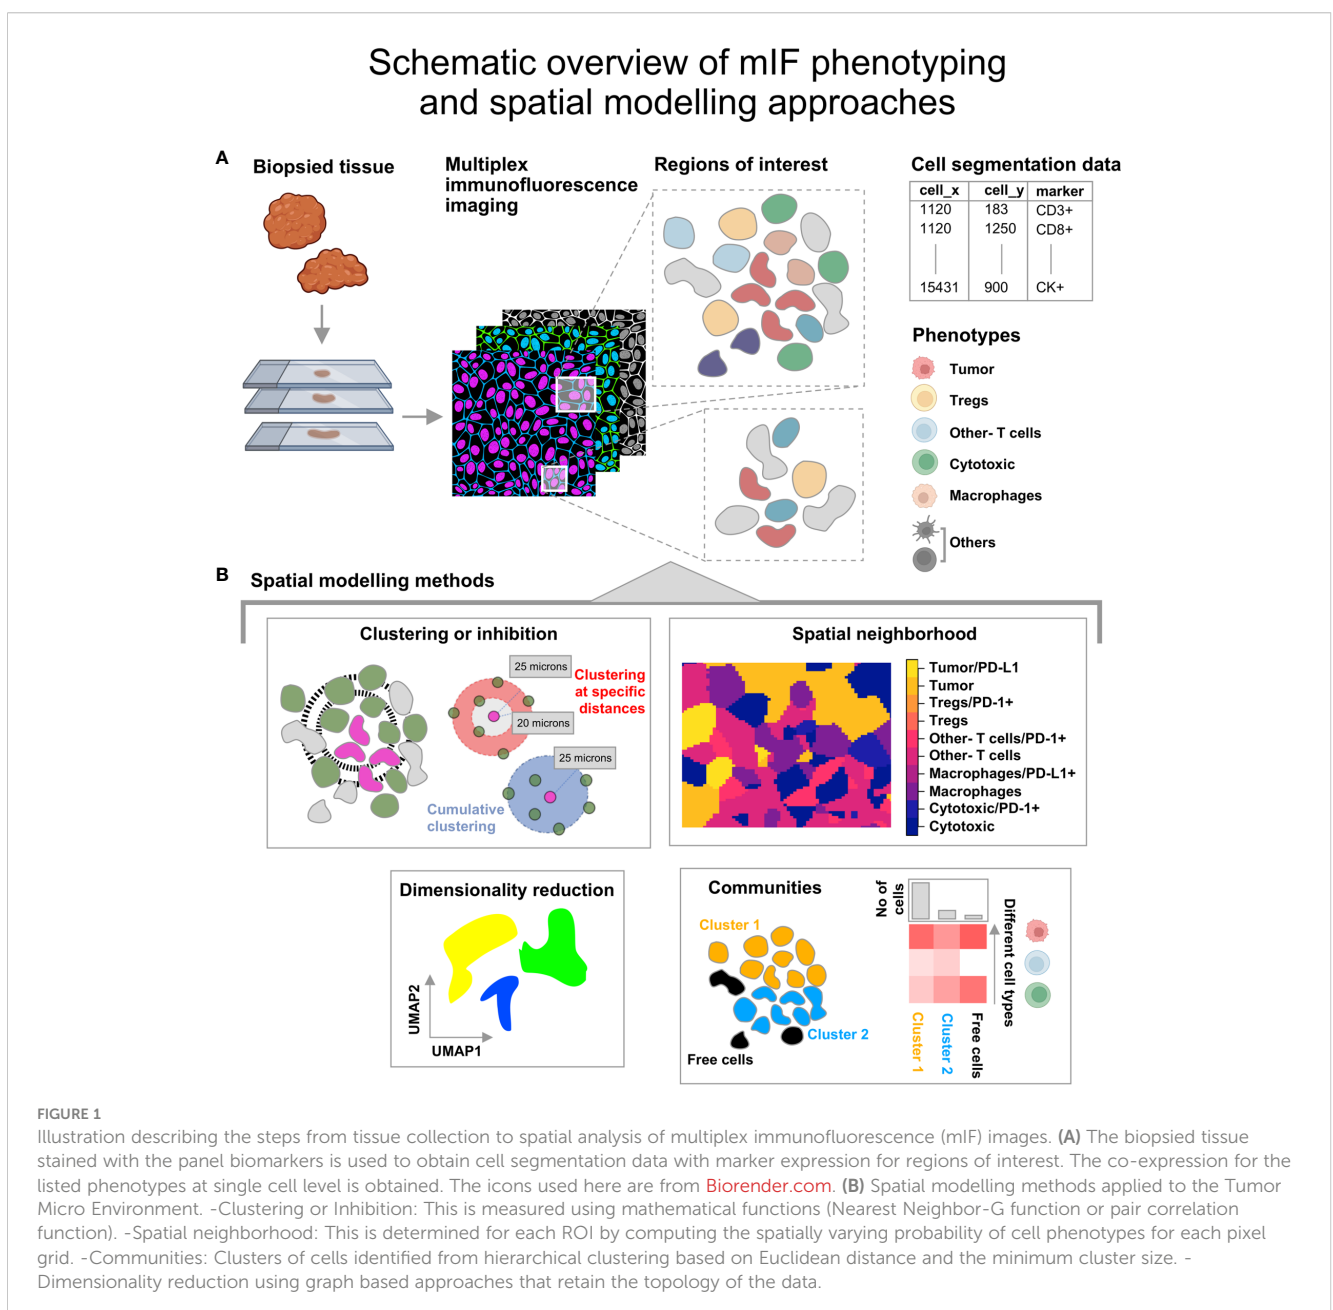 Schematic overview of mIF phenotyping
and spatial modelling approaches
A
Biopsied tissue
Multiplex
immunofluorescence
imaging
Regions of interest
Cell segmentation data
cell_x cell_y marker
1120 183 CD3+
1120 1250 CD8+
15431 900 CK+
Phenotypes
Tumor
Tregs
Other- T cells
Cytotoxic
Macrophages
Others
B
Spatial modelling methods
Clustering or inhibition
25 microns
Clustering
at specific
distances
20 microns
25 microns
Cumulative
clustering
Spatial neighborhood
Tumor/PD-L1
Tumor
Tregs/PD-1+
Tregs
Other- T cells/PD-1+
Other- T cells
Macrophages/PD-L1+
Macrophages
Cytotoxic/PD-1+
Cytotoxic
Dimensionality reduction
UMAP2
UMAP1
Communities
Cluster 1
Cluster 2
Free cells
No of
cells
Different cell types
Cluster 1
Cluster 2
Free cells
FIGURE 1
Illustration describing the steps from tissue collection to spatial analysis of multiplex immunofluorescence (mIF) images. (A) The biopsied tissue
stained with the panel biomarkers is used to obtain cell segmentation data with marker expression for regions of interest. The co-expression for the
listed phenotypes at single cell level is obtained. The icons used here are from Biorender.com. (B) Spatial modelling methods applied to the Tumor
Micro Environment. -Clustering or Inhibition: This is measured using mathematical functions (Nearest Neighbor-G function or pair correlation
function). -Spatial neighborhood: This is determined for each ROI by computing the spatially varying probability of cell phenotypes for each pixel
grid. -Communities: Clusters of cells identified from hierarchical clustering based on Euclidean distance and the minimum cluster size. -
Dimensionality reduction using graph based approaches that retain the topology of the data.